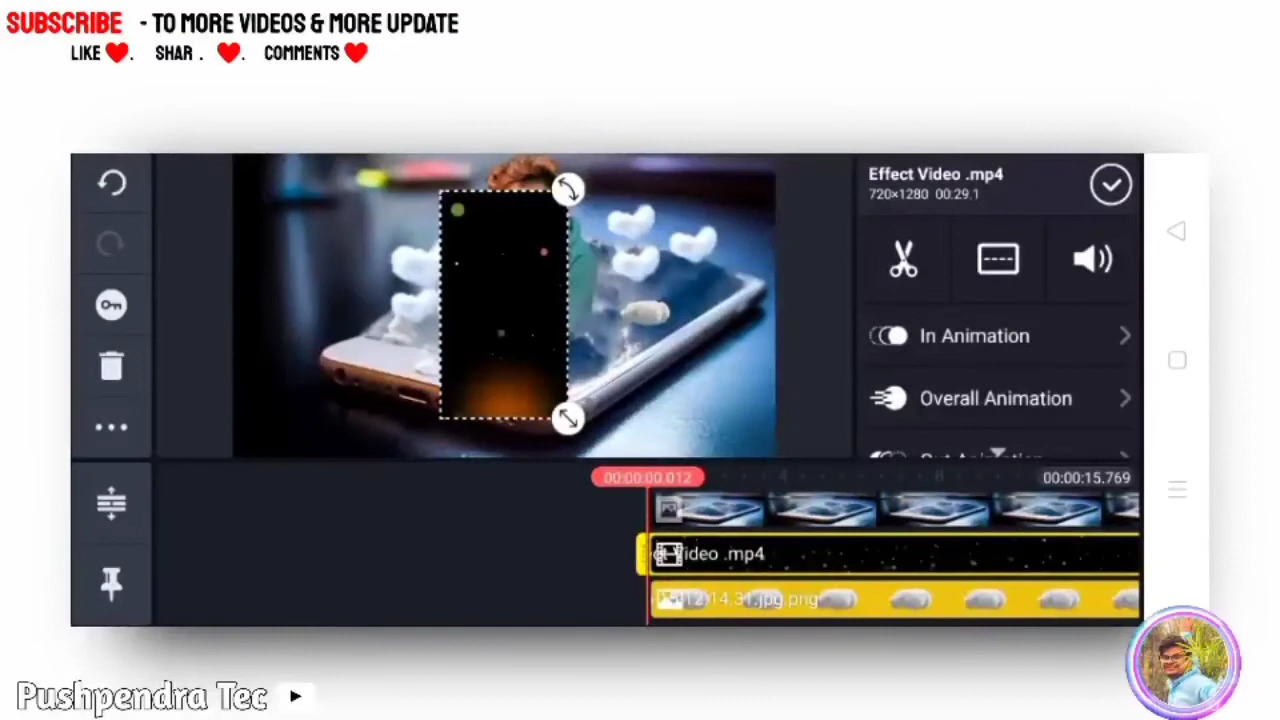 SUBSCRIBE - TO MORE VIDEOS & MORE UPDATE
LIKE ❤. SHAR . ❤. COMMENTS ❤
Effect Video .mp4
720×1280 00:29.1
In Animation
Overall Animation
00:00:00.012
4
8
00:00:15.769
Video .mp4
12.14.31.jpg.png
Pushpendra Tec